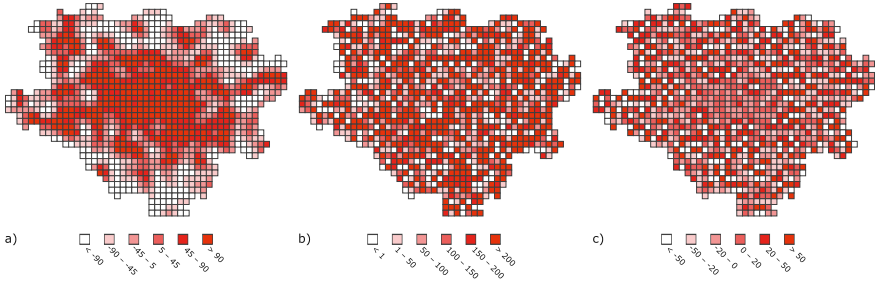 a)
< -90
-90 – -45
-45 – 5
5 - 45
45 - 90
> 90
b)
< 1
1 – 50
50 – 100
100 – 150
150 – 200
> 200
c)
< -50
-50 – -20
-20 – 0
0 - 20
20 - 50
> 50